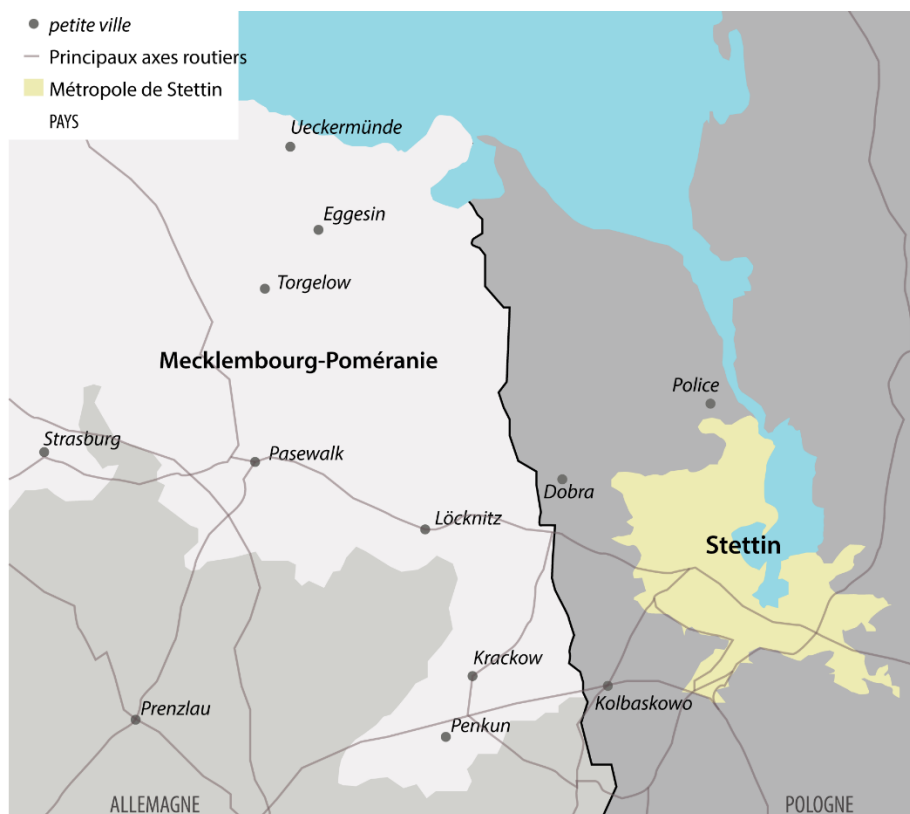 petite ville
Principaux axes routiers
Métropole de Stettin
PAYS
Ueckermünde
Eggesin
Torgelow
Mecklembourg-Poméranie
Police
Strasburg
Pasewalk
Dobra
Löcknitz
Stettin
Krackow
Kolbaskowo
Prenzlau
Penkun
ALLEMAGNE
POLOGNE